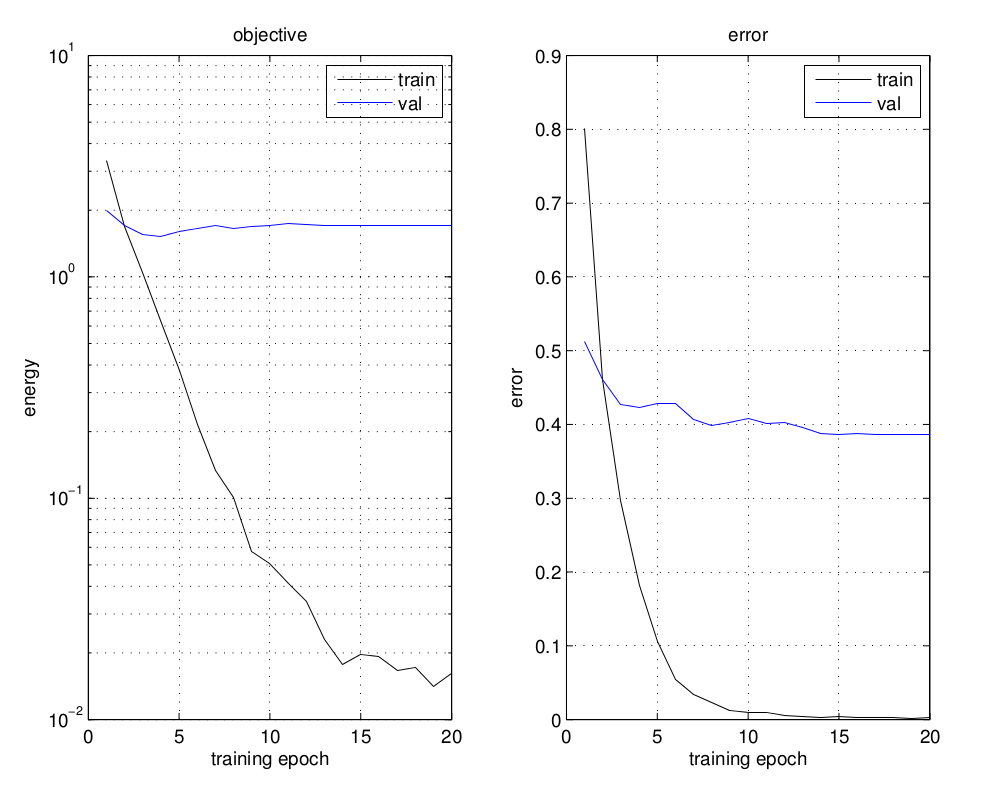 objective
10^1
10^0
10^-1
10^-2
energy
0 5 10 15 20
training epoch
train
val
error
0.9
0.8
0.7
0.6
0.5
0.4
0.3
0.2
0.1
0
error
0 5 10 15 20
training epoch
train
val